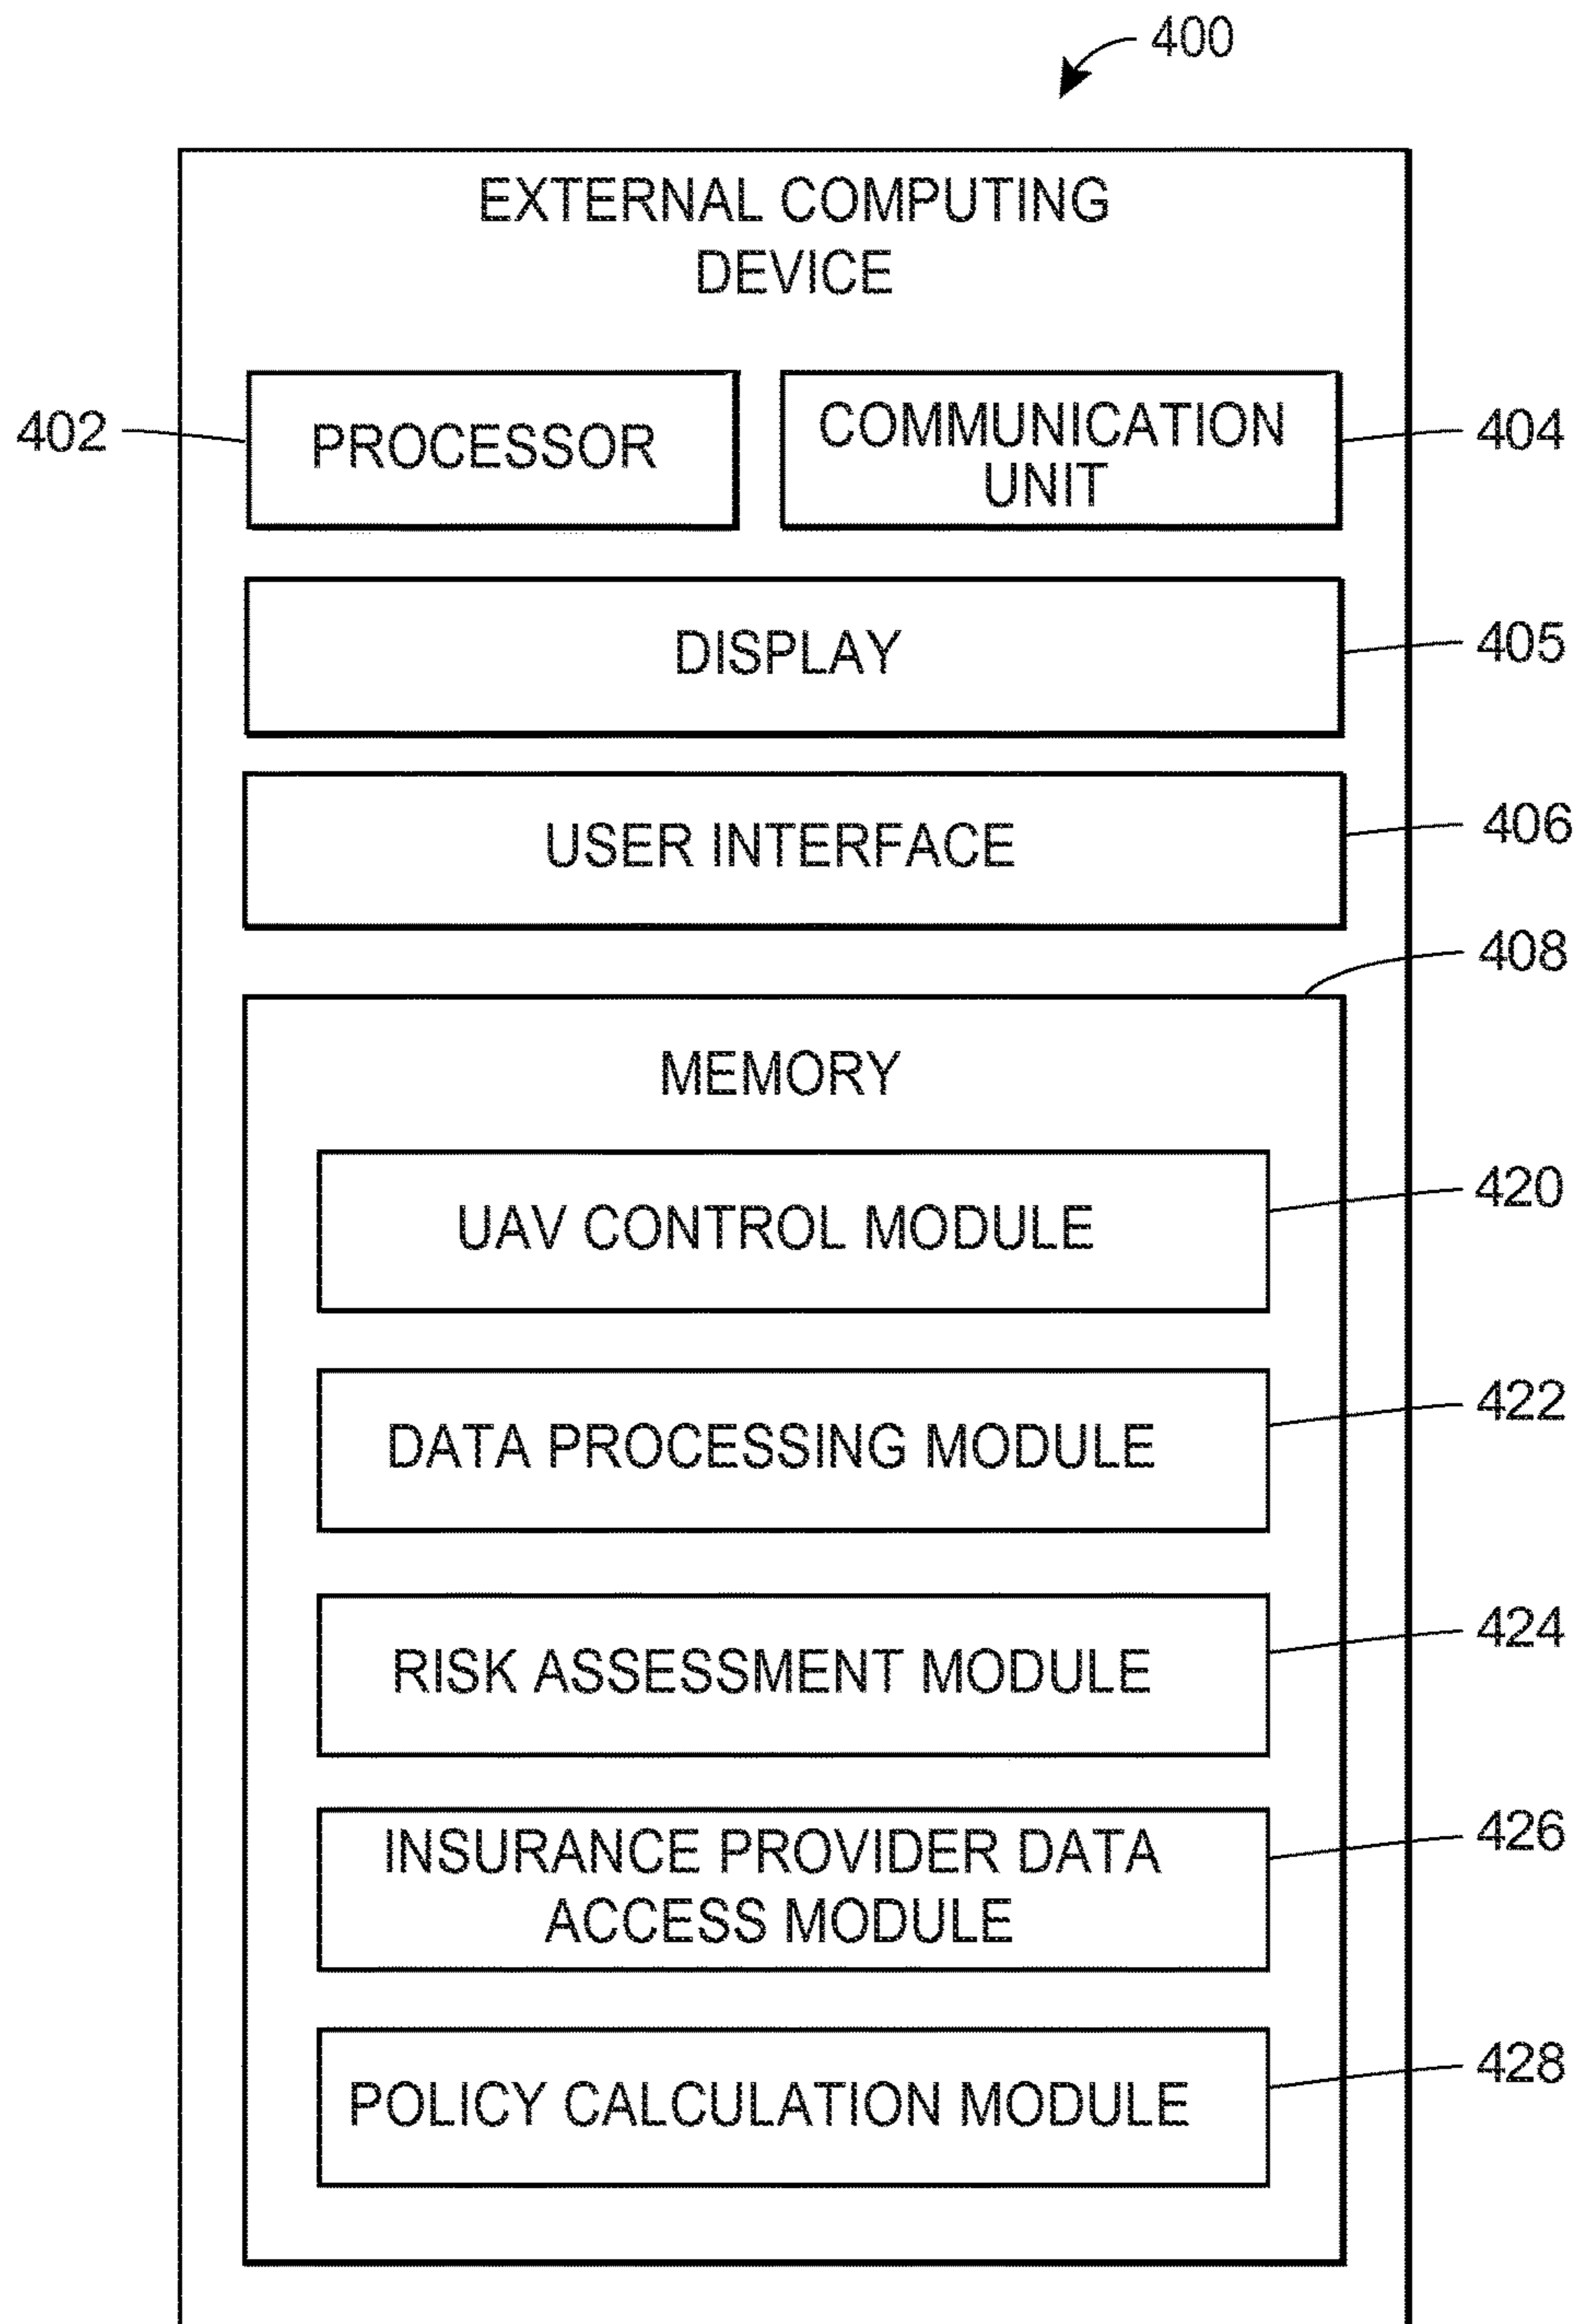 400
EXTERNAL COMPUTING
DEVICE
402
PROCESSOR
COMMUNICATION
UNIT
404
DISPLAY
405
USER INTERFACE
406
408
MEMORY
UAV CONTROL MODULE
420
DATA PROCESSING MODULE
422
RISK ASSESSMENT MODULE
424
INSURANCE PROVIDER DATA
ACCESS MODULE
426
POLICY CALCULATION MODULE
428